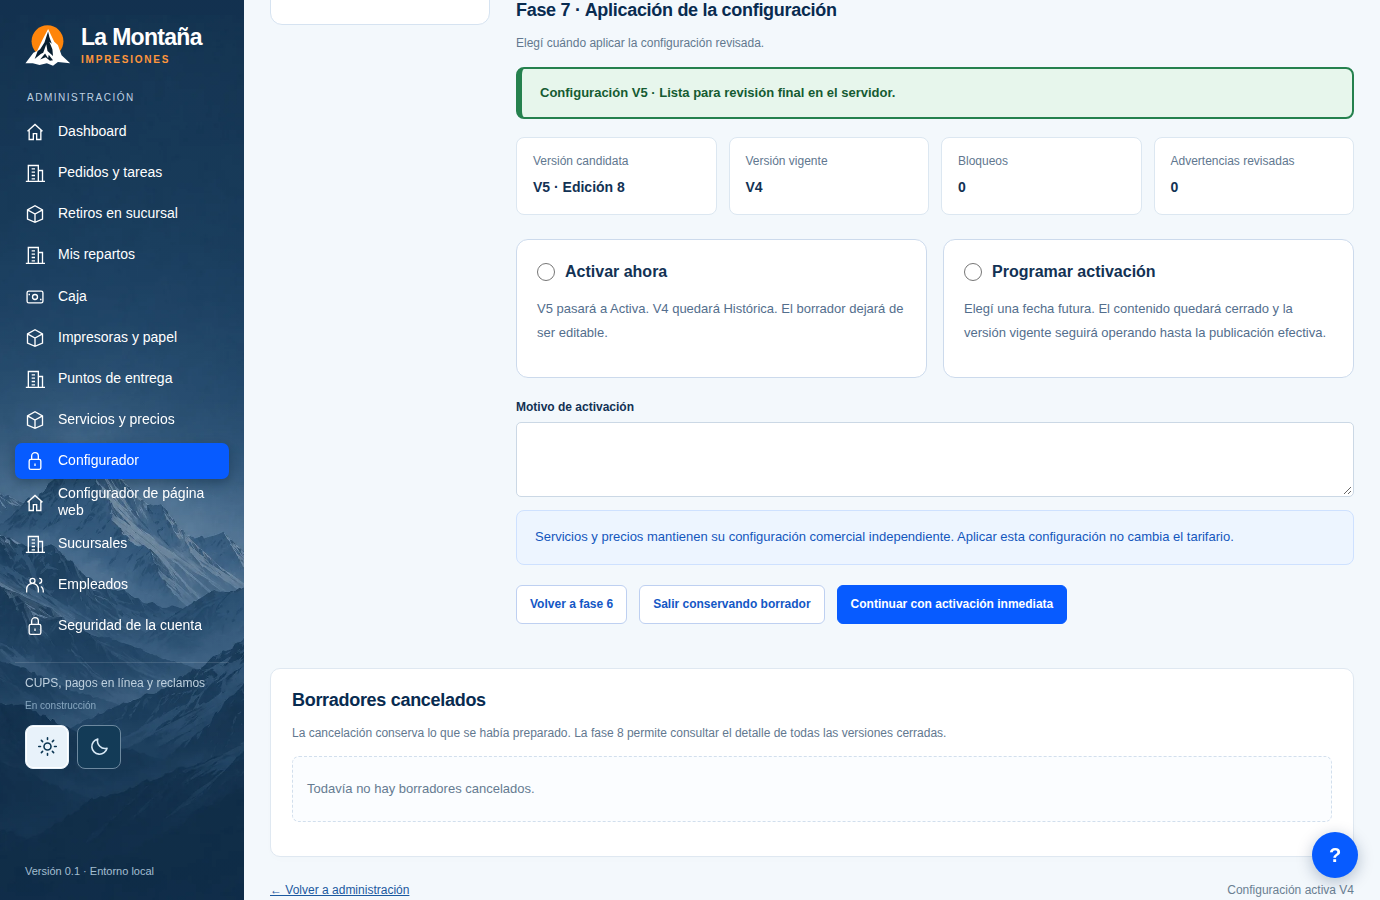 La Montaña
IMPRESIONES
ADMINISTRACIÓN
Dashboard
Pedidos y tareas
Retiros en sucursal
Mis repartos
Caja
Impresoras y papel
Puntos de entrega
Servicios y precios
Configurador
Configurador de página
web
Sucursales
Empleados
Seguridad de la cuenta
CUPS, pagos en línea y reclamos
En construcción
Versión 0.1 · Entorno local
Fase 7 · Aplicación de la configuración
Elegí cuándo aplicar la configuración revisada.
Configuración V5 · Lista para revisión final en el servidor.
Versión candidata
V5 · Edición 8
Versión vigente
V4
Bloqueos
0
Advertencias revisadas
0
Activar ahora
V5 pasará a Activa. V4 quedará Histórica. El borrador dejará de
ser editable.
Programar activación
Elegí una fecha futura. El contenido quedará cerrado y la
versión vigente seguirá operando hasta la publicación efectiva.
Motivo de activación
Servicios y precios mantienen su configuración comercial independiente. Aplicar esta configuración no cambia el tarifario.
Volver a fase 6
Salir conservando borrador
Continuar con activación inmediata
Borradores cancelados
La cancelación conserva lo que se había preparado. La fase 8 permite consultar el detalle de todas las versiones cerradas.
Todavía no hay borradores cancelados.
?
← Volver a administración
Configuración activa V4